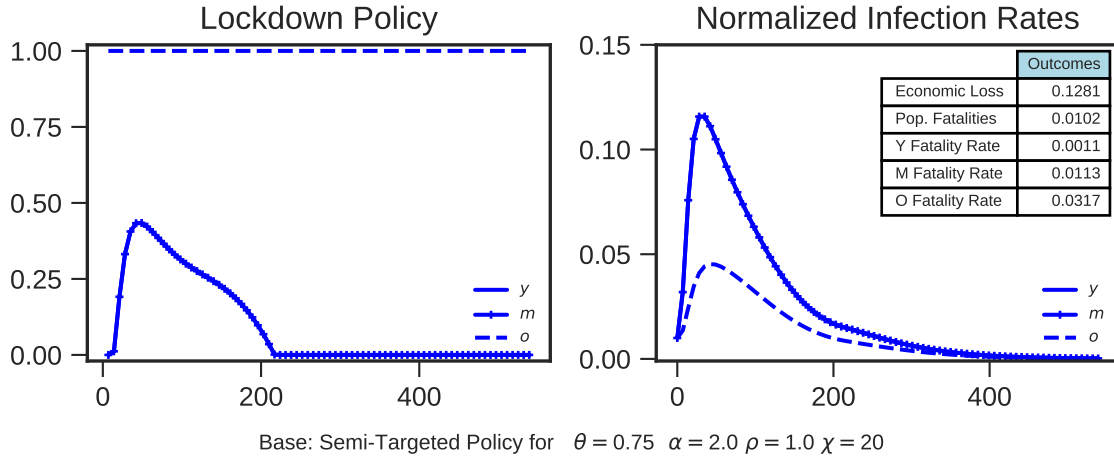 Lockdown Policy
1.00
0.75
0.50
0.25
0.00
0
200
400
y
m
o
Normalized Infection Rates
0.15
0.10
0.05
0.00
0
200
400
Outcomes
Economic Loss 0.1281
Pop. Fatalities 0.0102
Y Fatality Rate 0.0011
M Fatality Rate 0.0113
O Fatality Rate 0.0317
y
m
o
Base: Semi-Targeted Policy for θ = 0.75 α = 2.0 ρ = 1.0 χ = 20